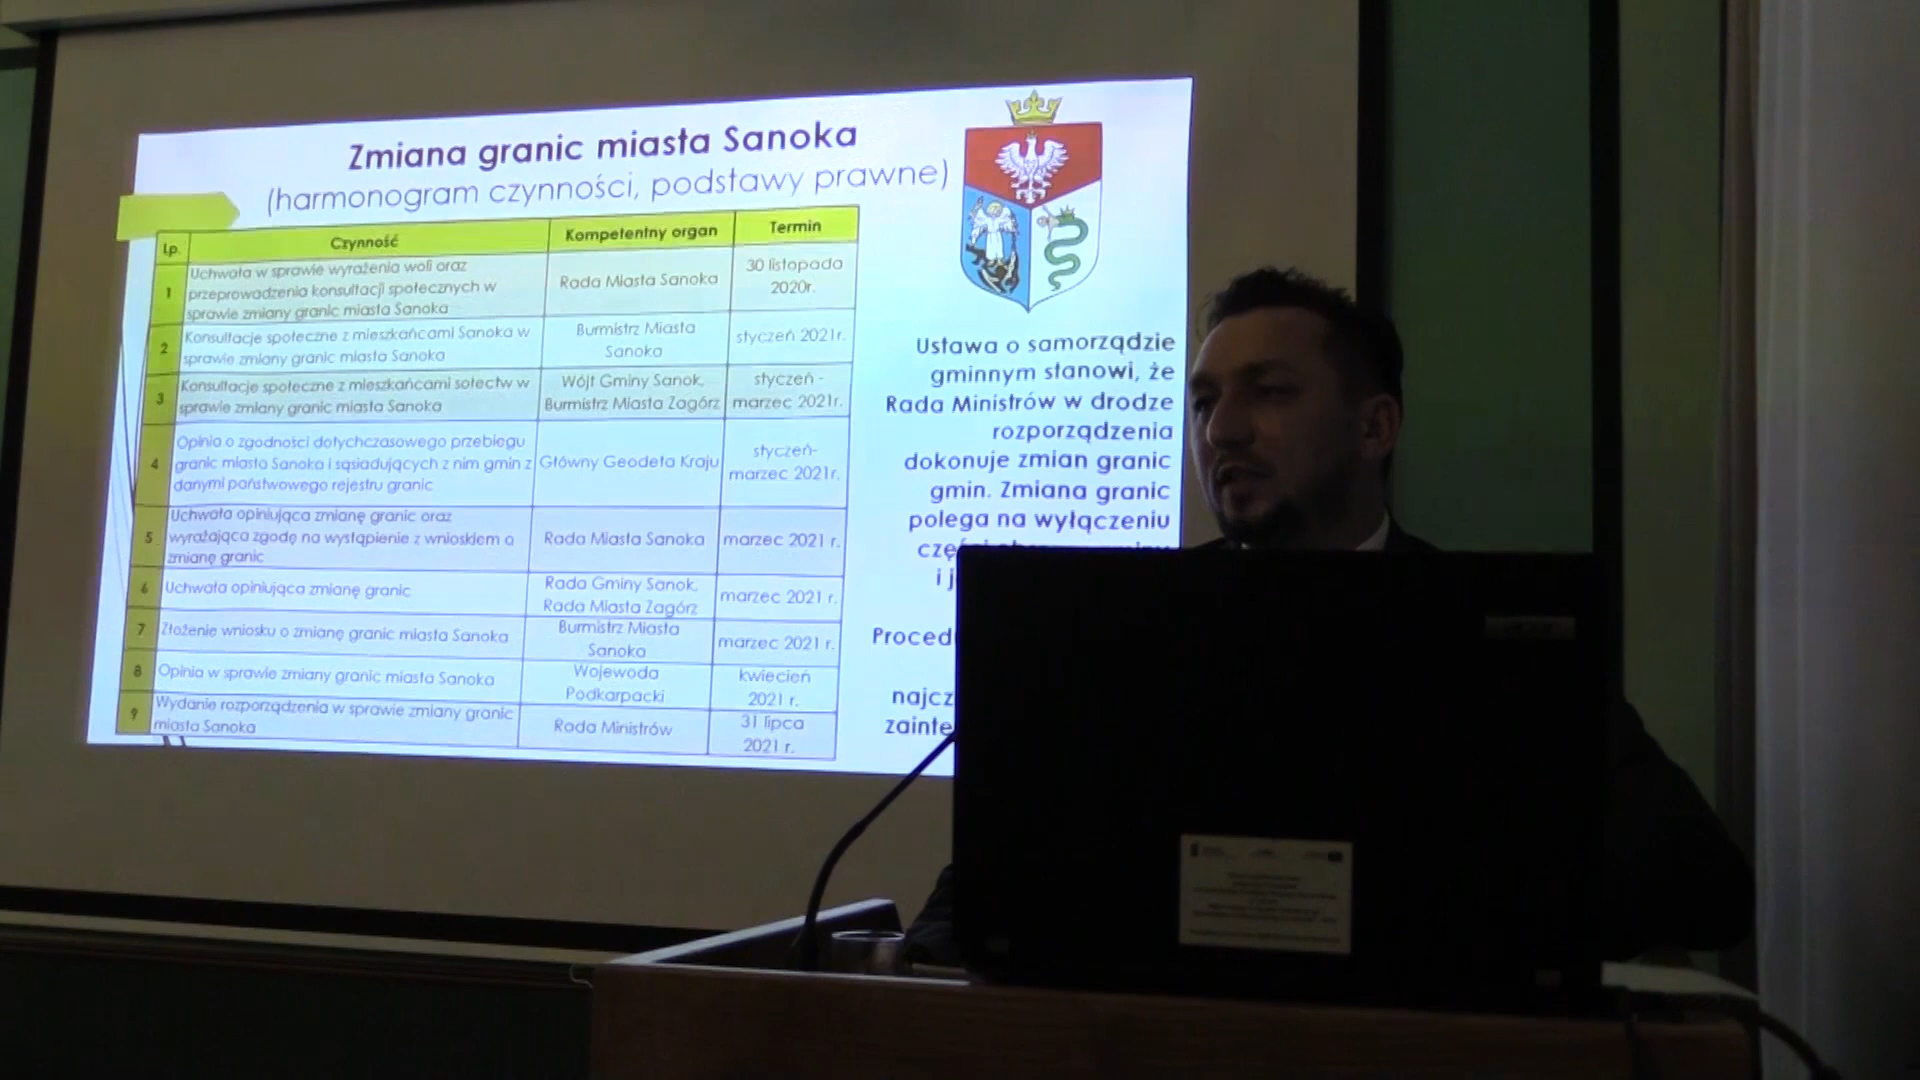 Zmiana granic miasta Sanoka
(harmonogram czynności, podstawy prawne)
Lp. Czynność Kompetentny organ Termin
1 Uchwała w sprawie wyrażenia woli oraz
przeprowadzenia konsultacji społecznych w
sprawie zmiany granic miasta Sanoka
Rada Miasta Sanoka
30 listopada
2020r.
2 Konsultacje społeczne z mieszkańcami Sanoka w
sprawie zmiany granic miasta Sanoka
Burmistrz Miasta
Sanoka
styczeń 2021r.
3 Konsultacje społeczne z mieszkańcami sołectw w
sprawie zmiany granic miasta Sanoka
Wójt Gminy Sanok,
Burmistrz Miasta Zagórz
styczeń -
marzec 2021r.
4 Opinia o zgodności dotychczasowego przebiegu
granic miasta Sanoka i sąsiadujących z nim gmin z
danymi państwowego rejestru granic
Główny Geodeta Kraju
styczeń-
marzec 2021r.
5 Uchwała opiniująca zmianę granic oraz
wyrażająca zgodę na wystąpienie z wnioskiem o
zmianę granic
Rada Miasta Sanoka
marzec 2021 r.
6 Uchwała opiniująca zmianę granic
Rada Gminy Sanok,
Rada Miasta Zagórz
marzec 2021 r.
7 Złożenie wniosku o zmianę granic miasta Sanoka
Burmistrz Miasta
Sanoka
marzec 2021 r.
8 Opinia w sprawie zmiany granic miasta Sanoka
Wojewoda
Podkarpacki
kwiecień
2021 r.
9 Wydanie rozporządzenia w sprawie zmiany granic
miasta Sanoka
Rada Ministrów
31 lipca
2021 r.
Ustawa o samorządzie
gminnym stanowi, że
Rada Ministrów w drodze
rozporządzenia
dokonuje zmian granic
gmin. Zmiana granic
polega na wyłączeniu
i
Proced
najcz
zainte